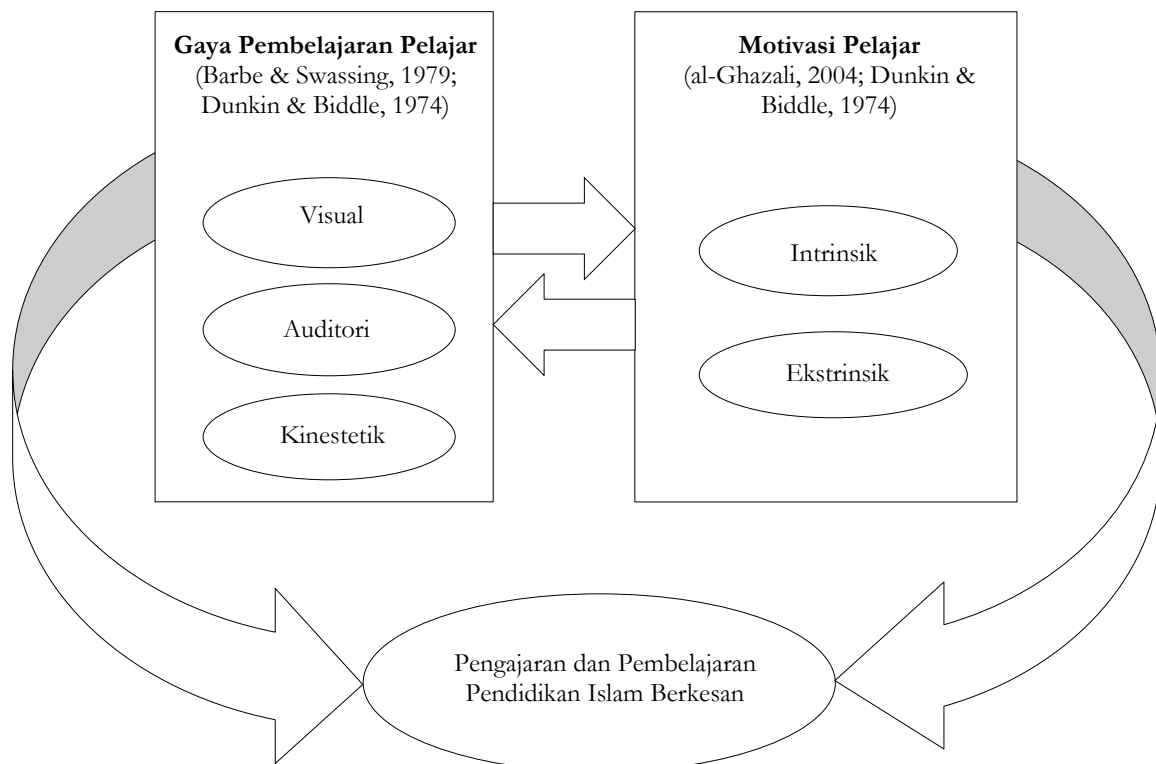 Gaya Pembelajaran Pelajar
(Barbe & Swassing, 1979;
Dunkin & Biddle, 1974)
Visual
Auditori
Kinestetik
Motivasi Pelajar
(al-Ghazali, 2004; Dunkin &
Biddle, 1974)
Intrinsik
Ekstrinsik
Pengajaran dan Pembelajaran
Pendidikan Islam Berkesan